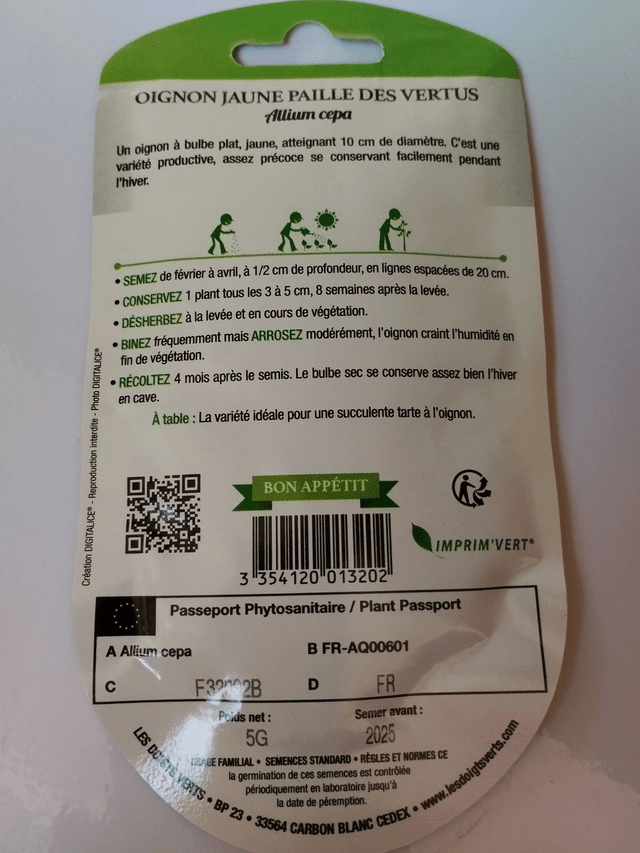 OIGNON JAUNE PAILLE DES VERTUS
Allium cepa
Un oignon à bulbe plat, jaune, atteignant 10 cm de diamètre. C'est une
variété productive, assez précoce se conservant facilement pendant
l'hiver.
• SEMEZ de février à avril, à 1/2 cm de profondeur, en lignes espacées de 20 cm.
• CONSERVEZ 1 plant tous les 3 à 5 cm, 8 semaines après la levée.
• DÉSHERBEZ à la levée et en cours de végétation.
• BINEZ fréquemment mais ARROSEZ modérément, l'oignon craint l'humidité en
fin de végétation.
• RÉCOLTEZ 4 mois après le semis. Le bulbe sec se conserve assez bien l'hiver
en cave.
À table : La variété idéale pour une succulente tarte à l'oignon.
Création DIGITALICE® - Reproduction interdite - Photo DIGITALICE®
BON APPÉTIT
3 354120 013202
IMPRIM'VERT®
Passeport Phytosanitaire / Plant Passport
A Allium cepa
B FR-AQ00601
C
D FR
Poids net :
5G
Semer avant :
2025
USAGE FAMILIAL • SEMENCES STANDARD • RÈGLES ET NORMES CE
la germination de ces semences est contrôlée
périodiquement en laboratoire jusqu'à
la date de péremption.
LES DOIGTS VERTS • BP 23 • 33564 CARBON BLANC CEDEX • www.lesdoigtsverts.com